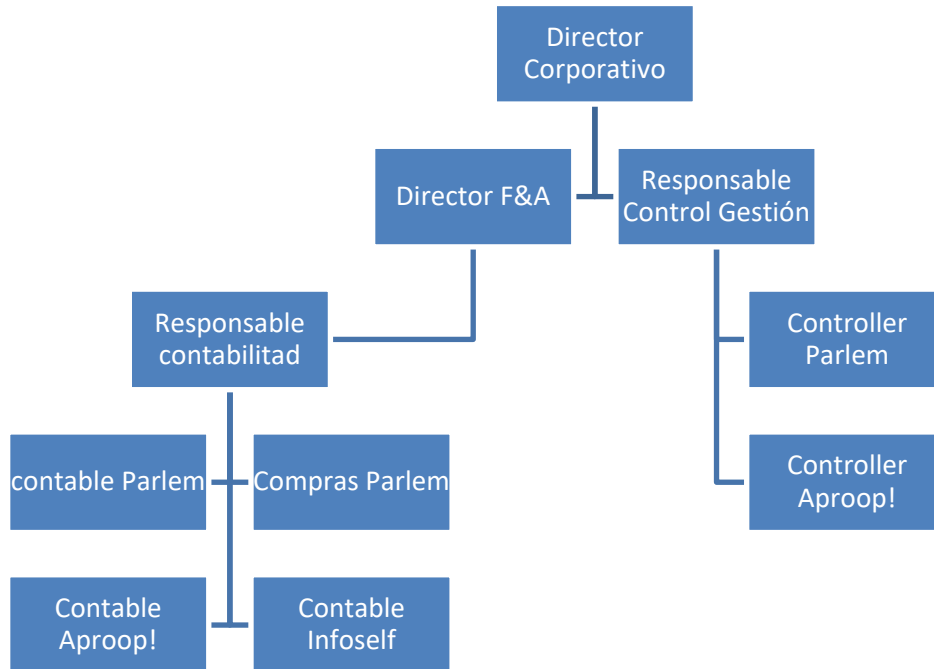 Director
Corporativo
Director F&A
Responsable
Control Gestión
Responsable
contabilitad
Controller
Parlem
contable Parlem
Compras Parlem
Controller
Aproop!
Contable
Aproop!
Contable
Infoself